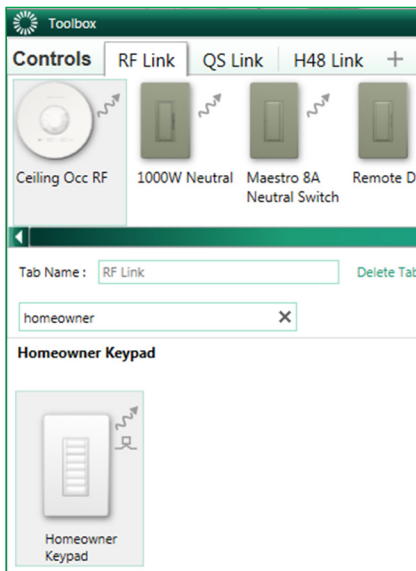 Toolbox
Controls RF Link QS Link H48 Link +
Ceiling Occ RF 1000W Neutral Maestro 8A Remote D
Neutral Switch
Tab Name : RF Link Delete Tab
homeowner
Homeowner Keypad
Homeowner
Keypad